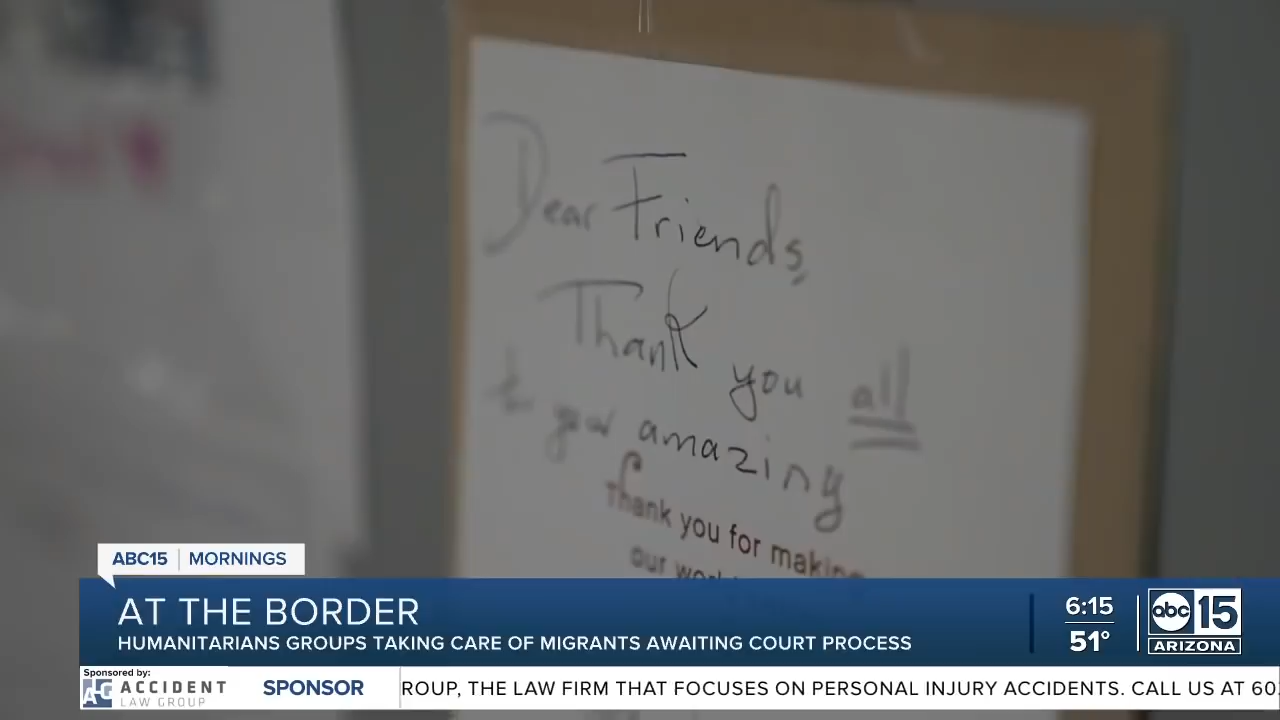 Dear Friends,
Thank you all
for your amazing
Thank you for making
our
ABC15 | MORNINGS
AT THE BORDER
HUMANITARIANS GROUPS TAKING CARE OF MIGRANTS AWAITING COURT PROCESS
6:15
51°
abc 15
ARIZONA
Sponsored by:
AG ACCIDENT
LAW GROUP
SPONSOR
ROUP, THE LAW FIRM THAT FOCUSES ON PERSONAL INJURY ACCIDENTS. CALL US AT 60